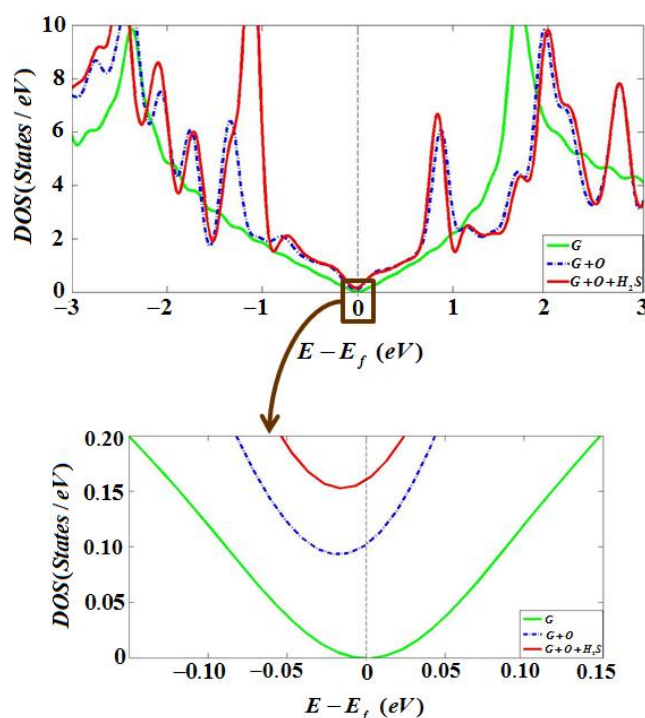 DOS(States / eV)
10
8
6
4
2
0
−3 −2 −1 0 1 2 3
G
G+O
G+O+H₂S
E−E_f (eV)
DOS(States / eV)
0.20
0.15
0.10
0.05
0
−0.10 −0.05 0 0.05 0.10 0.15
G
G+O
G+O+H₂S
E−E_f (eV)